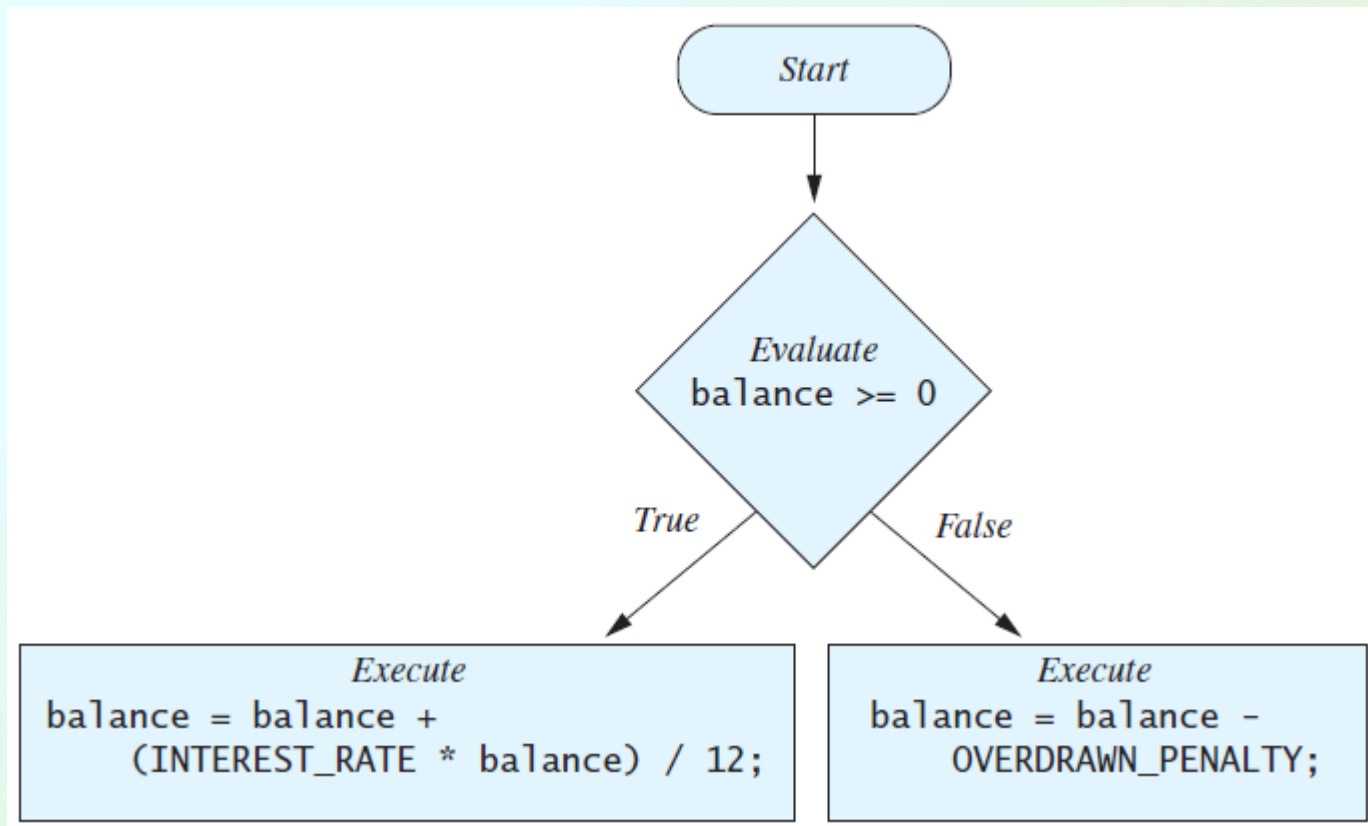 Start
Evaluate
balance >= 0
True
False
Execute
balance = balance +
(INTEREST_RATE * balance) / 12;
Execute
balance = balance -
OVERDRAWN_PENALTY;